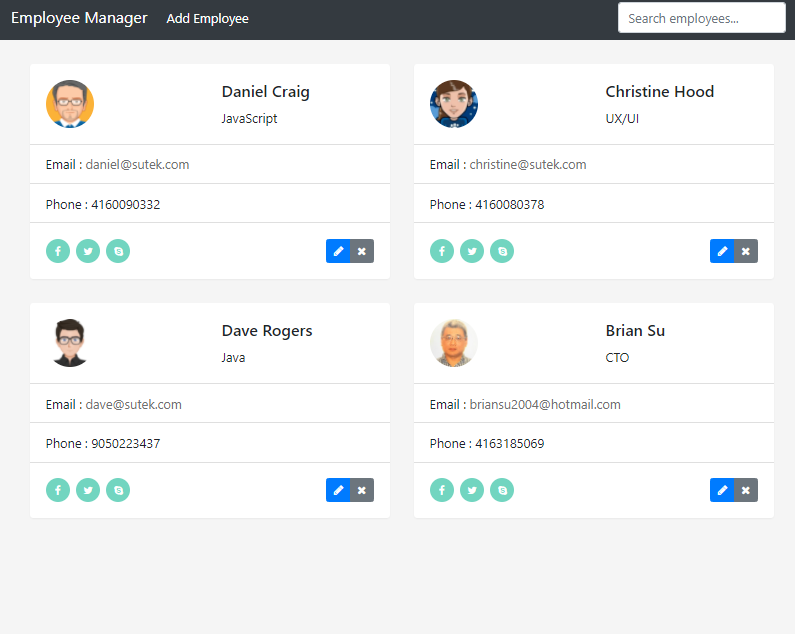 Employee Manager Add Employee Search employees...
Daniel Craig
JavaScript
Email : daniel@sutek.com
Phone : 4160090332
Christine Hood
UX/UI
Email : christine@sutek.com
Phone : 4160080378
Dave Rogers
Java
Email : dave@sutek.com
Phone : 9050223437
Brian Su
CTO
Email : briansu2004@hotmail.com
Phone : 4163185069